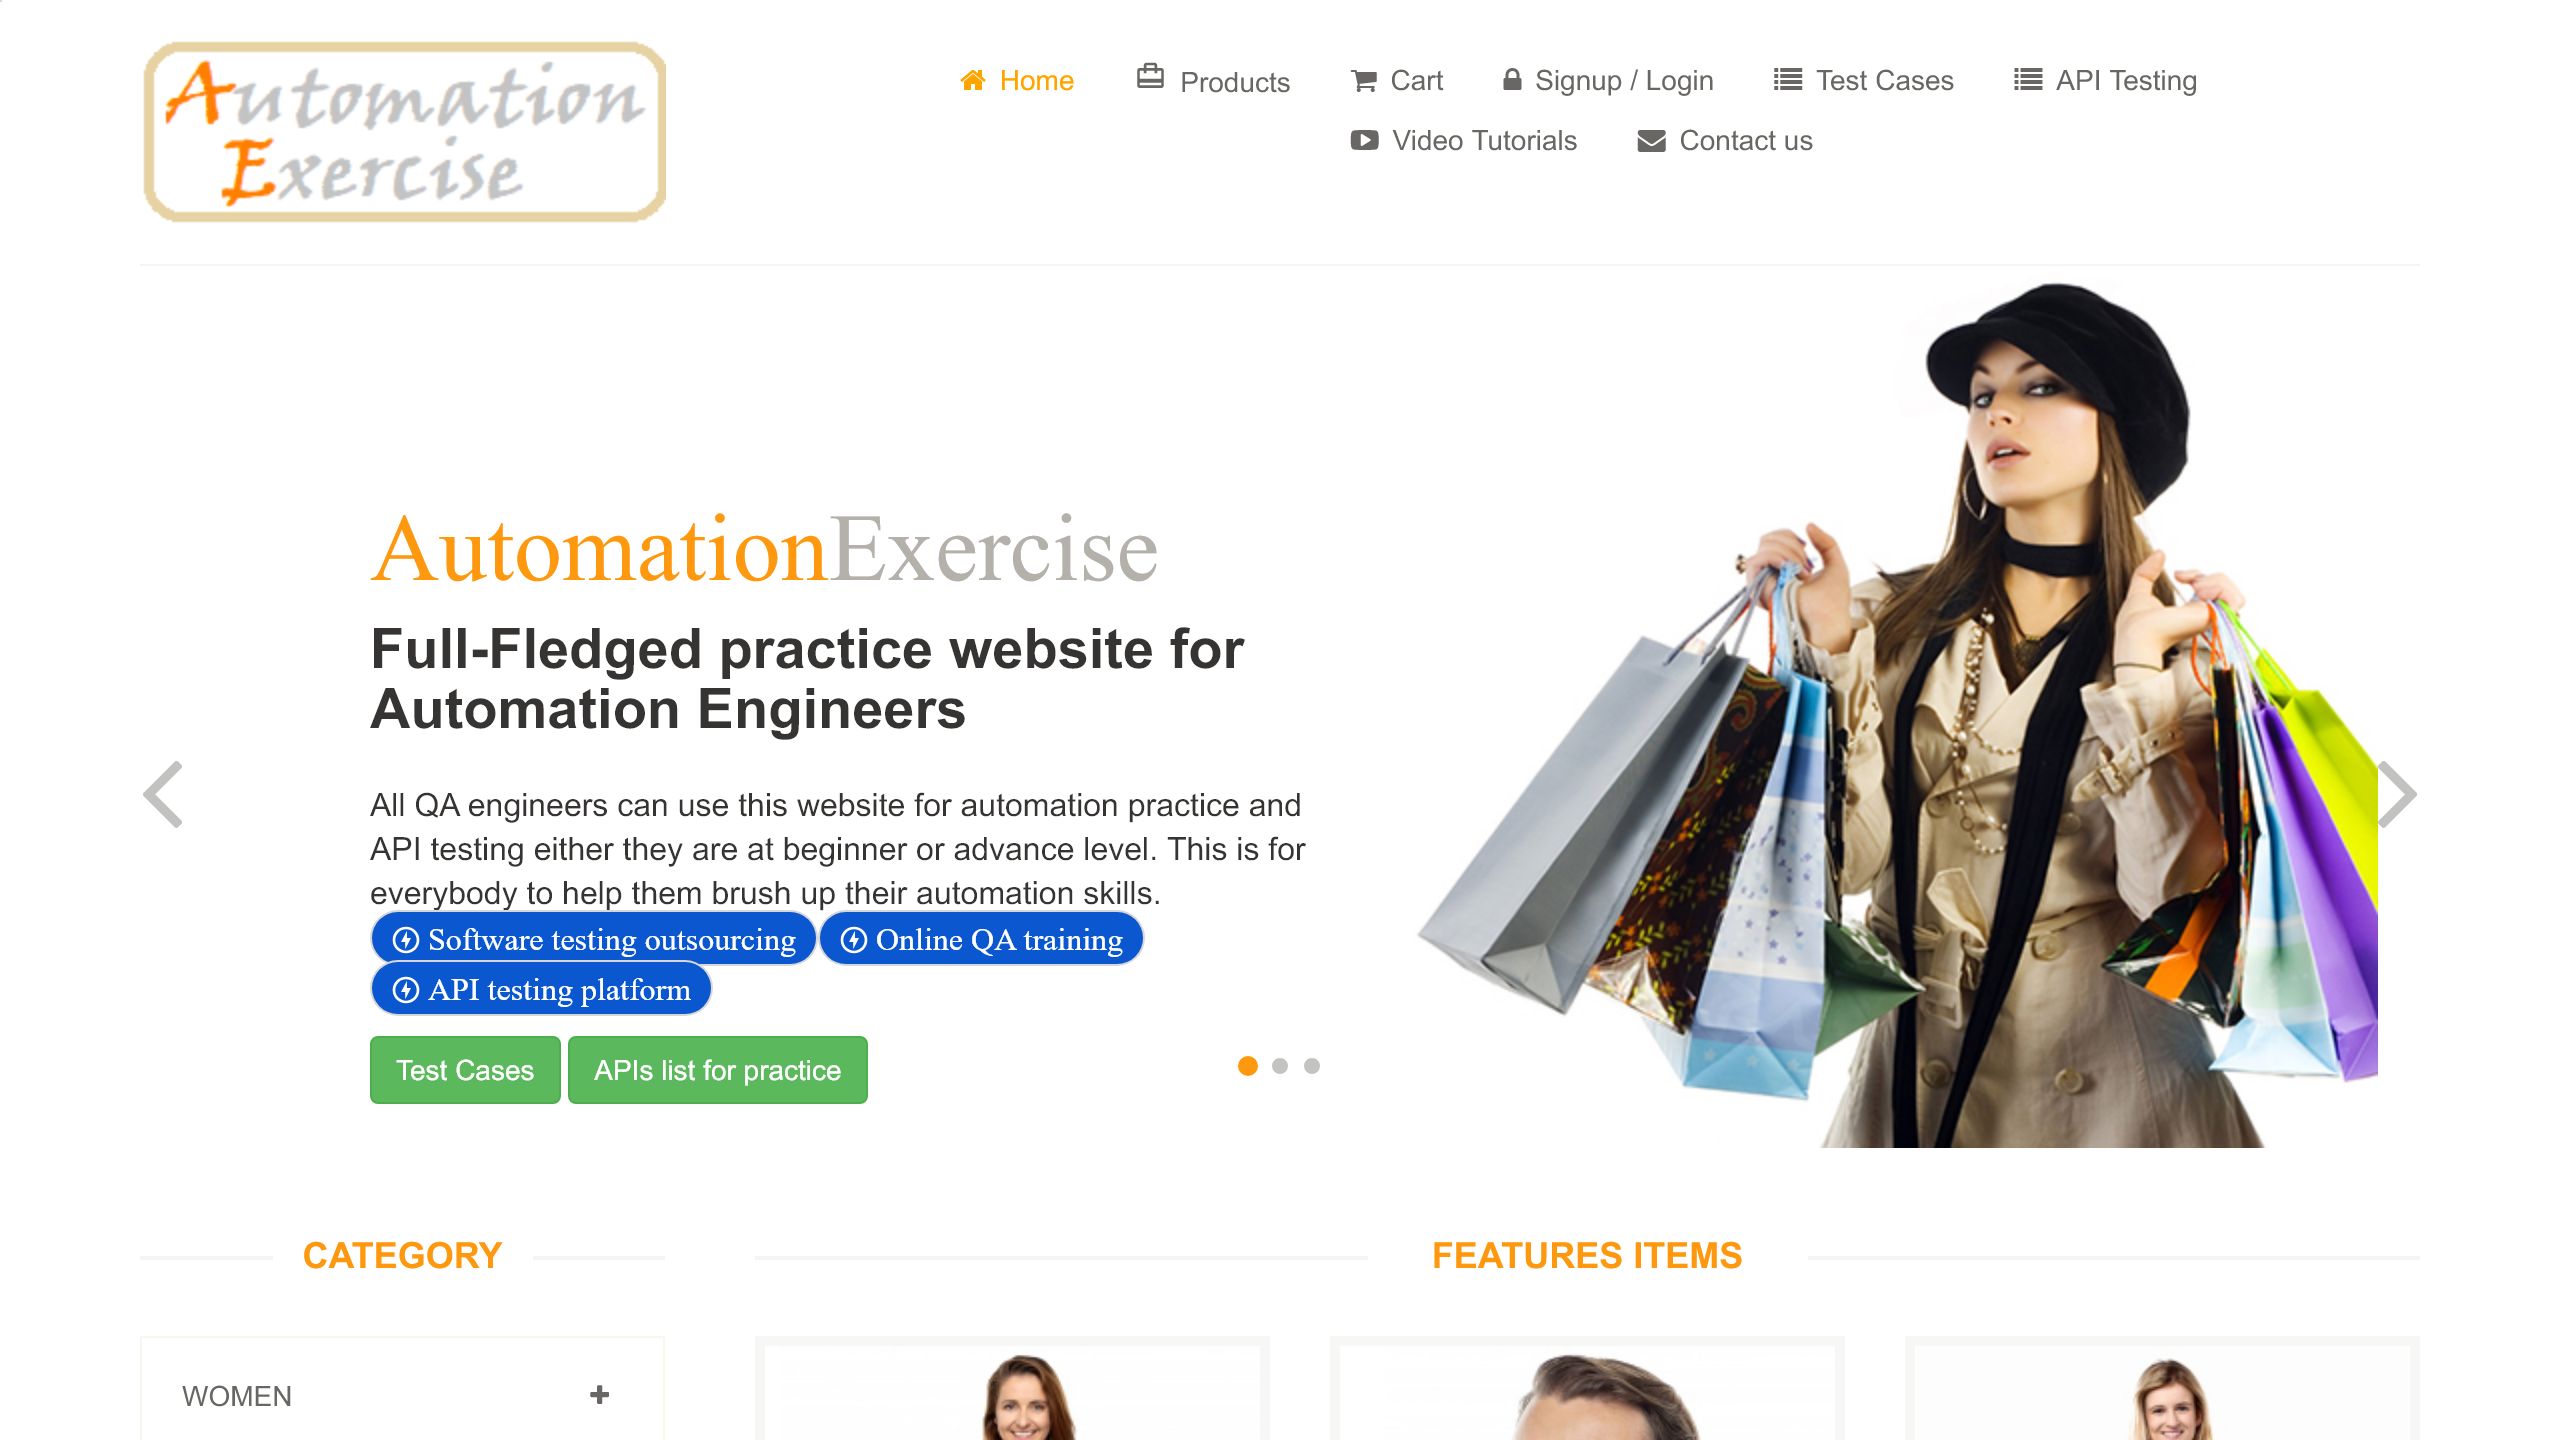 Automation
Exercise
Home
Products
Cart
Signup / Login
Test Cases
API Testing
Video Tutorials
Contact us
AutomationExercise
Full-Fledged practice website for
Automation Engineers
All QA engineers can use this website for automation practice and
API testing either they are at beginner or advance level. This is for
everybody to help them brush up their automation skills.
Software testing outsourcing
Online QA training
API testing platform
Test Cases
APIs list for practice
CATEGORY
FEATURES ITEMS
WOMEN